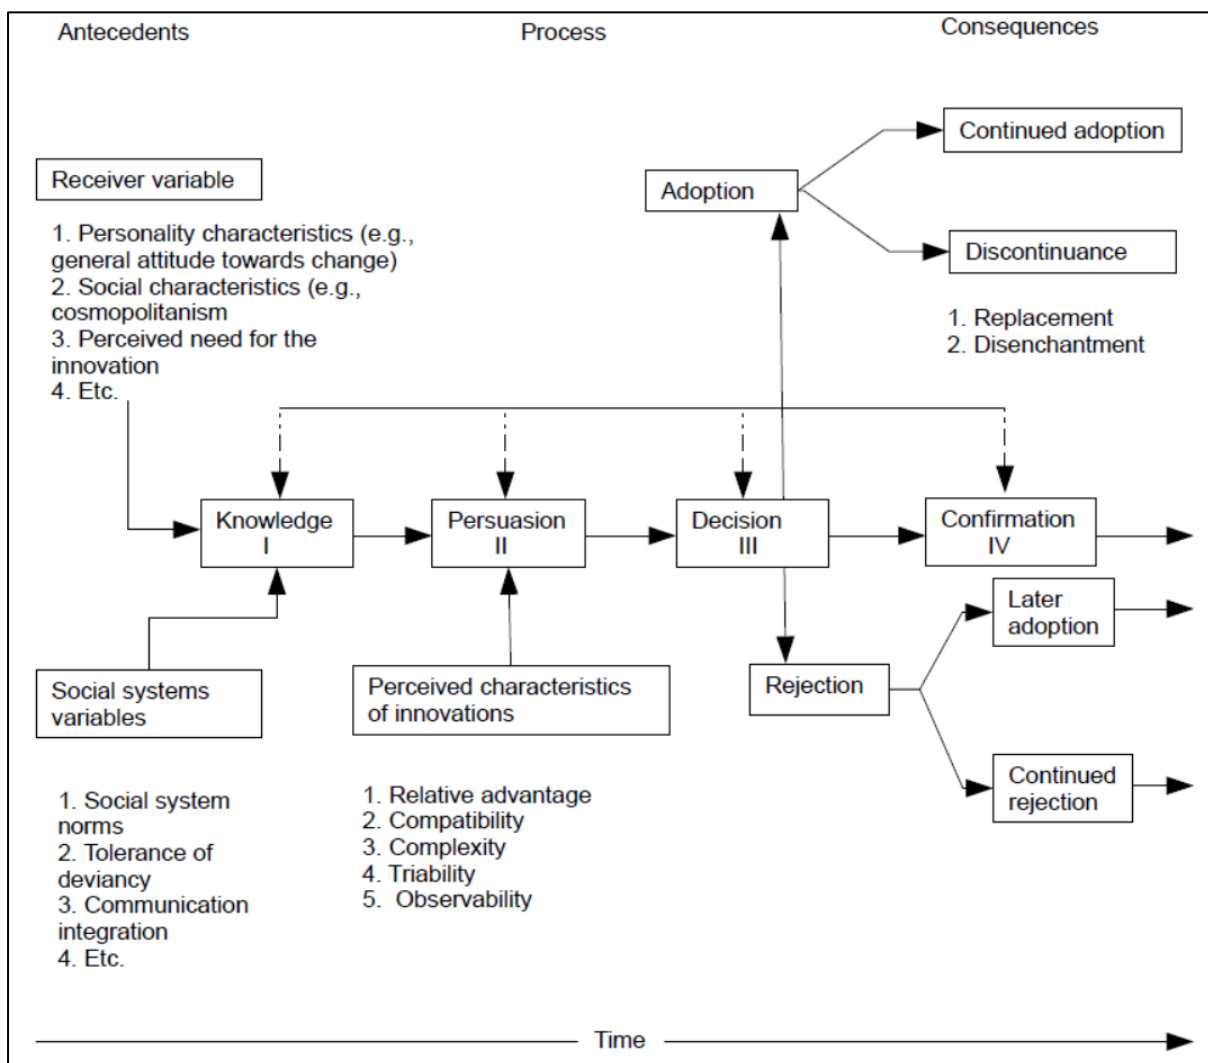 Antecedents
Process
Consequences
Continued adoption
Receiver variable
Adoption
1. Personality characteristics (e.g.,
general attitude towards change)
2. Social characteristics (e.g.,
cosmopolitanism
3. Perceived need for the
innovation
4. Etc.
Discontinuance
1. Replacement
2. Disenchantment
Knowledge
I
Persuasion
II
Decision
III
Confirmation
IV
Later
adoption
Social systems
variables
Perceived characteristics
of innovations
Rejection
Continued
rejection
1. Social system
norms
2. Tolerance of
deviancy
3. Communication
integration
4. Etc.
1. Relative advantage
2. Compatibility
3. Complexity
4. Triability
5. Observability
Time